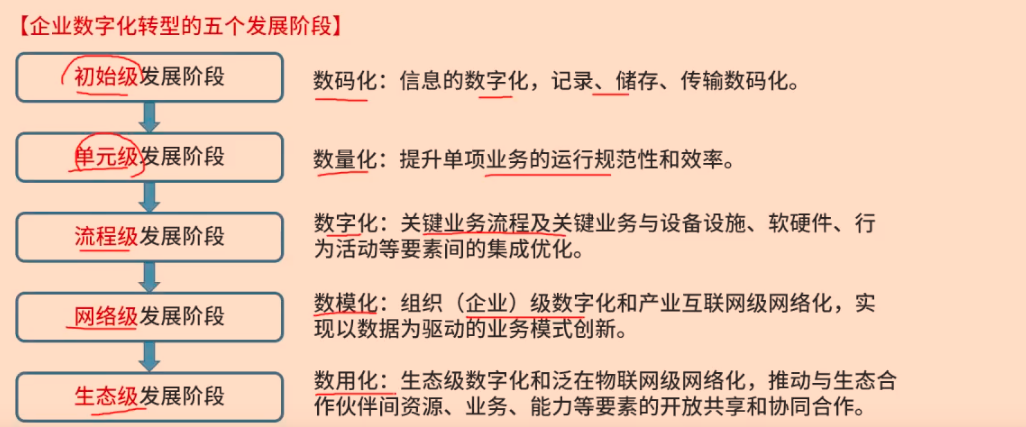 【企业数字化转型的五个发展阶段】
初始级发展阶段
数码化：信息的数字化，记录、储存、传输数码化。
单元级发展阶段
数量化：提升单项业务的运行规范性和效率。
流程级发展阶段
数字化：关键业务流程及关键业务与设备设施、软硬件、行
为活动等要素间的集成优化。
网络级发展阶段
数模化：组织（企业）级数字化和产业互联网级网络化，实
现以数据为驱动的业务模式创新。
生态级发展阶段
数用化：生态级数字化和泛在物联网级网络化，推动与生态合
作伙伴间资源、业务、能力等要素的开放共享和协同合作。